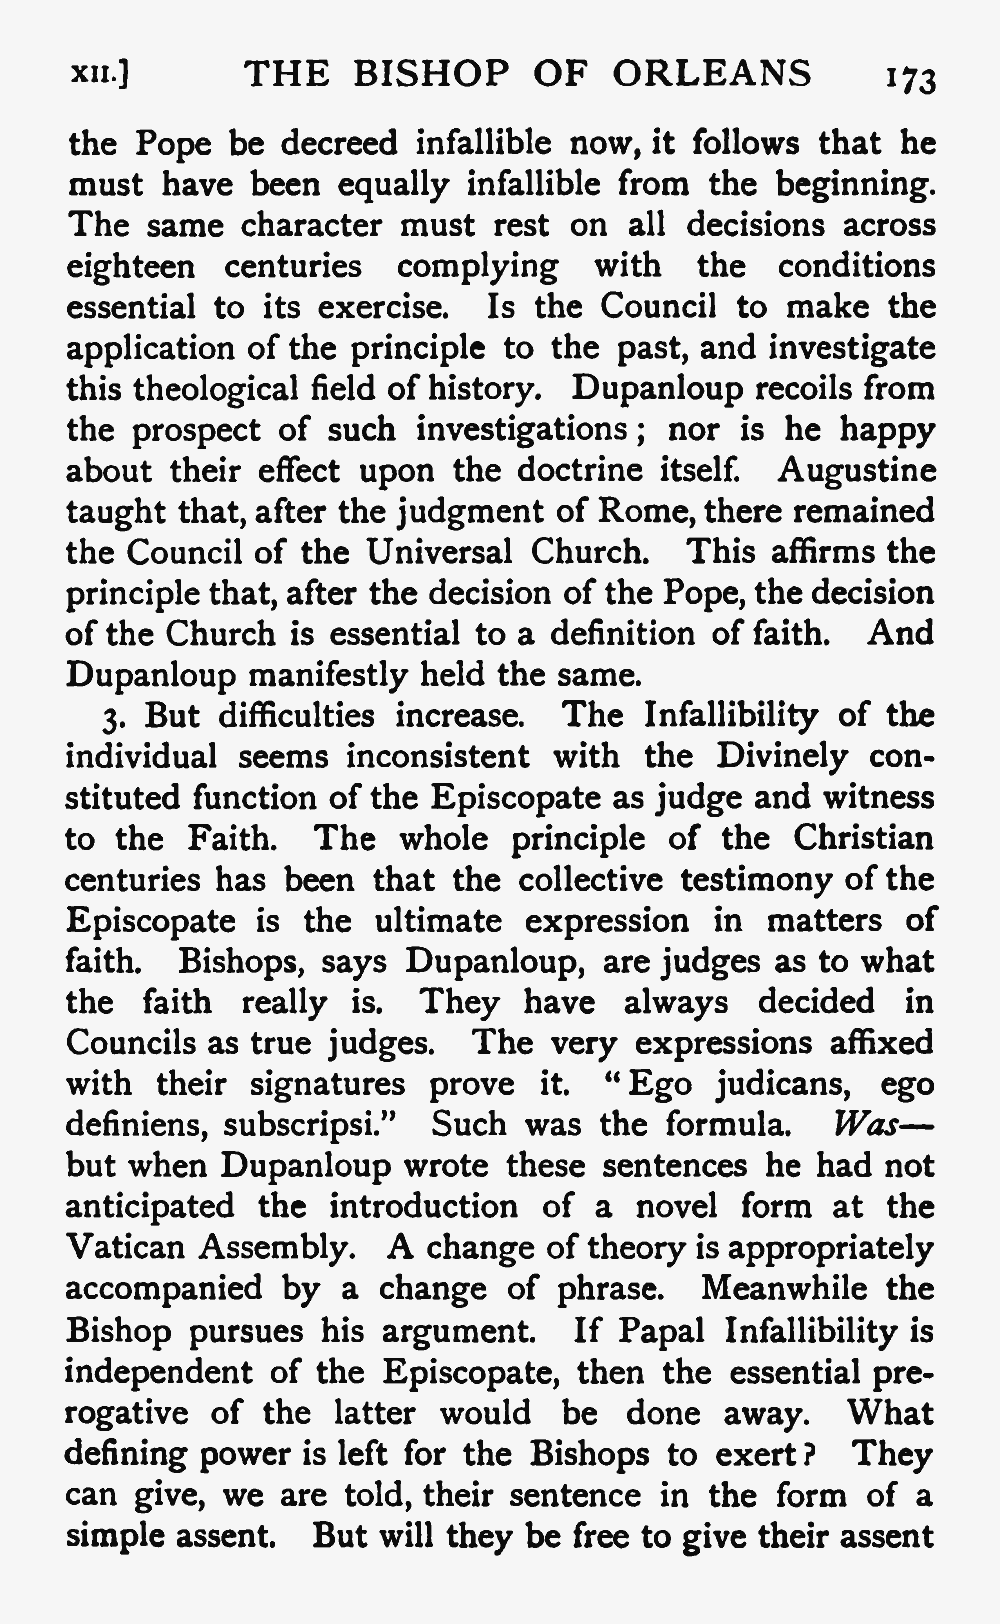 XII.] THE BISHOP OF ORLEANS 173
the Pope be decreed infallible now, it follows that he
must have been equally infallible from the beginning.
The same character must rest on all decisions across
eighteen centuries complying with the conditions
essential to its exercise. Is the Council to make the
application of the principle to the past, and investigate
this theological field of history. Dupanloup recoils from
the prospect of such investigations; nor is he happy
about their effect upon the doctrine itself. Augustine
taught that, after the judgment of Rome, there remained
the Council of the Universal Church. This affirms the
principle that, after the decision of the Pope, the decision
of the Church is essential to a definition of faith. And
Dupanloup manifestly held the same.
3. But difficulties increase. The Infallibility of the
individual seems inconsistent with the Divinely con-
stituted function of the Episcopate as judge and witness
to the Faith. The whole principle of the Christian
centuries has been that the collective testimony of the
Episcopate is the ultimate expression in matters of
faith. Bishops, says Dupanloup, are judges as to what
the faith really is. They have always decided in
Councils as true judges. The very expressions affixed
with their signatures prove it. "Ego judicans, ego
definiens, subscripsi." Such was the formula. Was—
but when Dupanloup wrote these sentences he had not
anticipated the introduction of a novel form at the
Vatican Assembly. A change of theory is appropriately
accompanied by a change of phrase. Meanwhile the
Bishop pursues his argument. If Papal Infallibility is
independent of the Episcopate, then the essential pre-
rogative of the latter would be done away. What
defining power is left for the Bishops to exert? They
can give, we are told, their sentence in the form of a
simple assent. But will they be free to give their assent